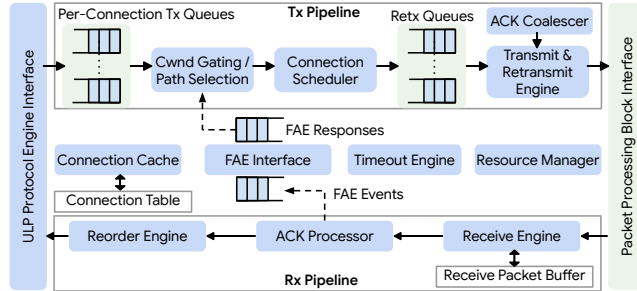 Per-Connection Tx Queues
Tx Pipeline
Retx Queues
ACK Coalescer
Cwnd Gating /
Path Selection
Connection
Scheduler
Transmit &
Retransmit
Engine
ULP Protocol Engine Interface
Packet Processing Block Interface
FAE Responses
Connection Cache
FAE Interface
Timeout Engine
Resource Manager
Connection Table
FAE Events
Reorder Engine
ACK Processor
Receive Engine
Rx Pipeline
Receive Packet Buffer